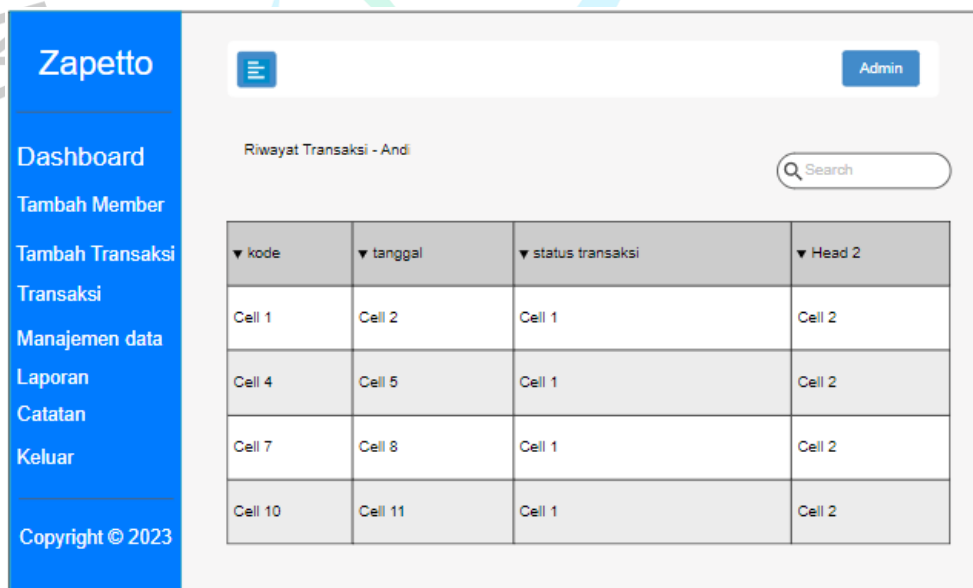 Zapetto
Dashboard
Tambah Member
Tambah Transaksi
Transaksi
Manajemen data
Laporan
Catatan
Keluar
Copyright © 2023
Admin
Riwayat Transaksi - Andi
Search
▼ kode ▼ tanggal ▼ status transaksi ▼ Head 2
Cell 1 Cell 2 Cell 1 Cell 2
Cell 4 Cell 5 Cell 1 Cell 2
Cell 7 Cell 8 Cell 1 Cell 2
Cell 10 Cell 11 Cell 1 Cell 2